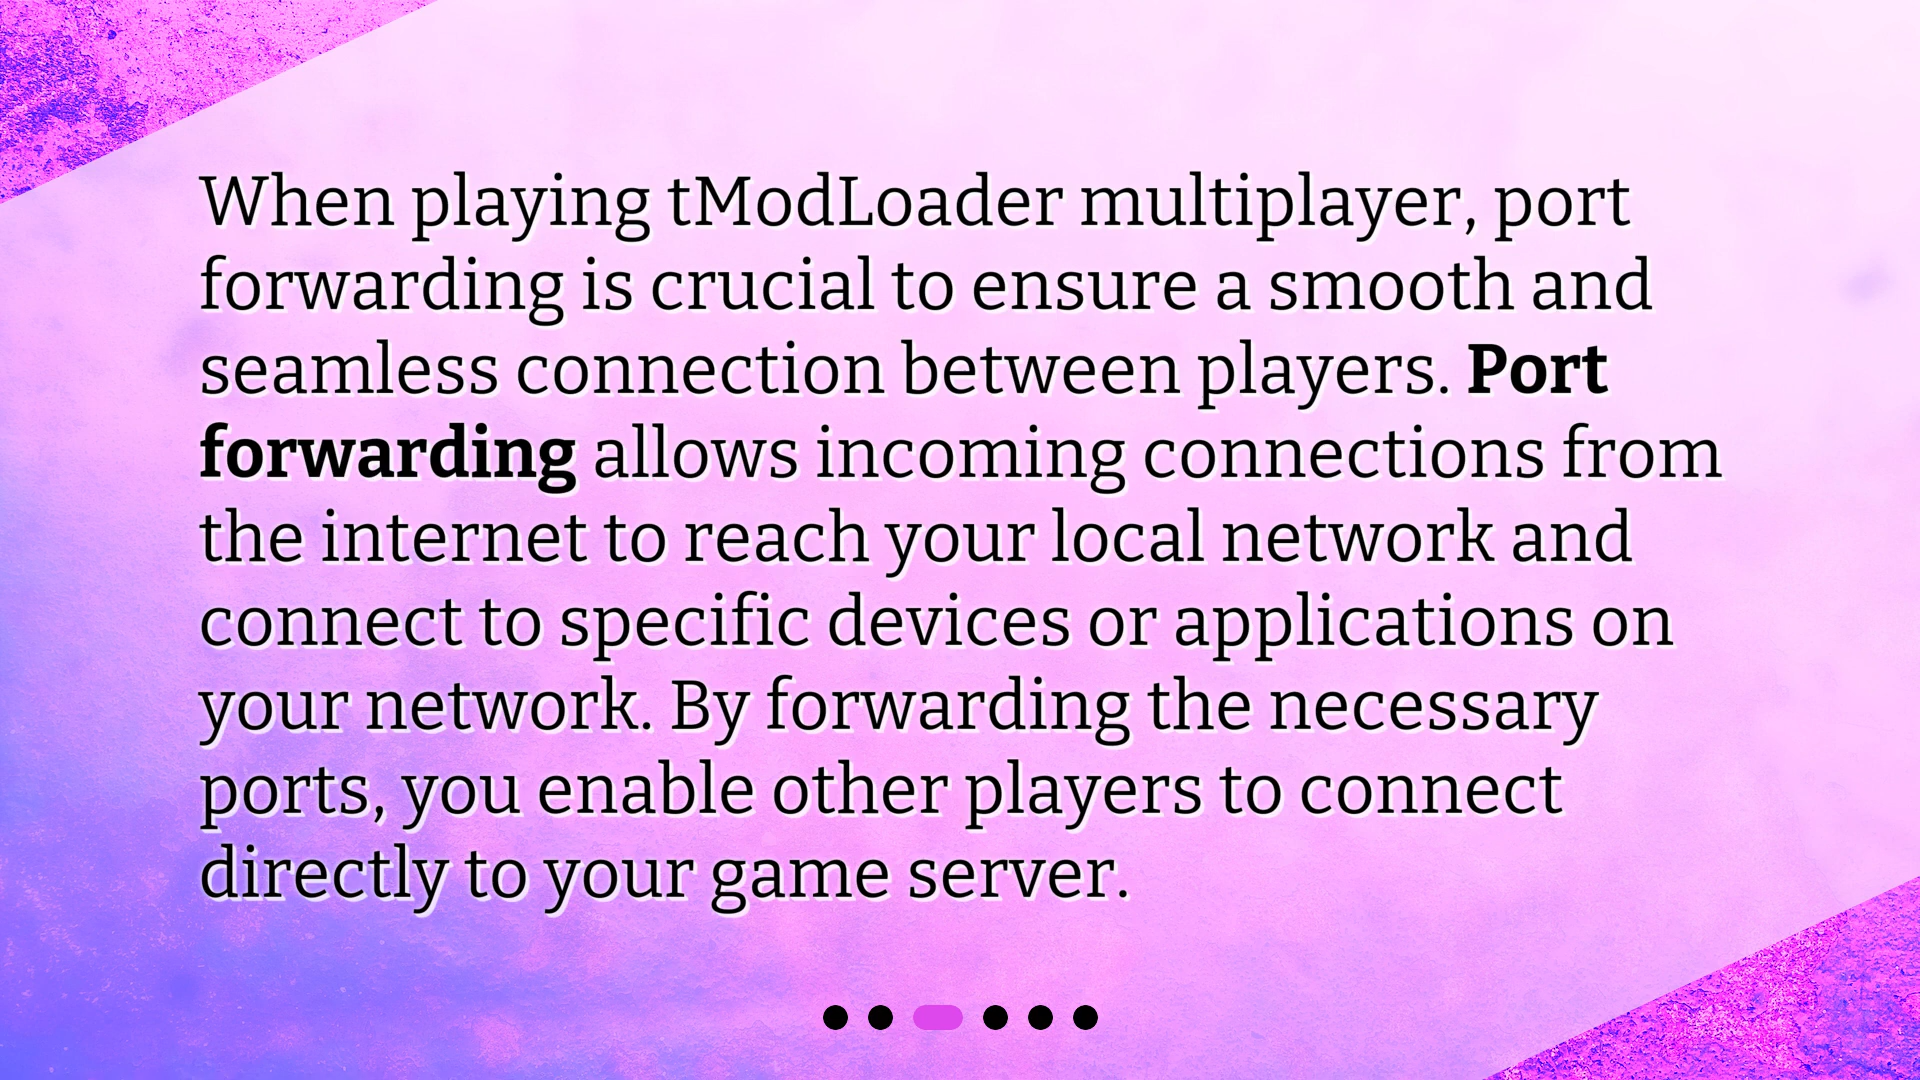 When playing tModLoader multiplayer, port
forwarding is crucial to ensure a smooth and
seamless connection between players. Port
forwarding allows incoming connections from
the internet to reach your local network and
connect to specific devices or applications on
your network. By forwarding the necessary
ports, you enable other players to connect
directly to your game server.